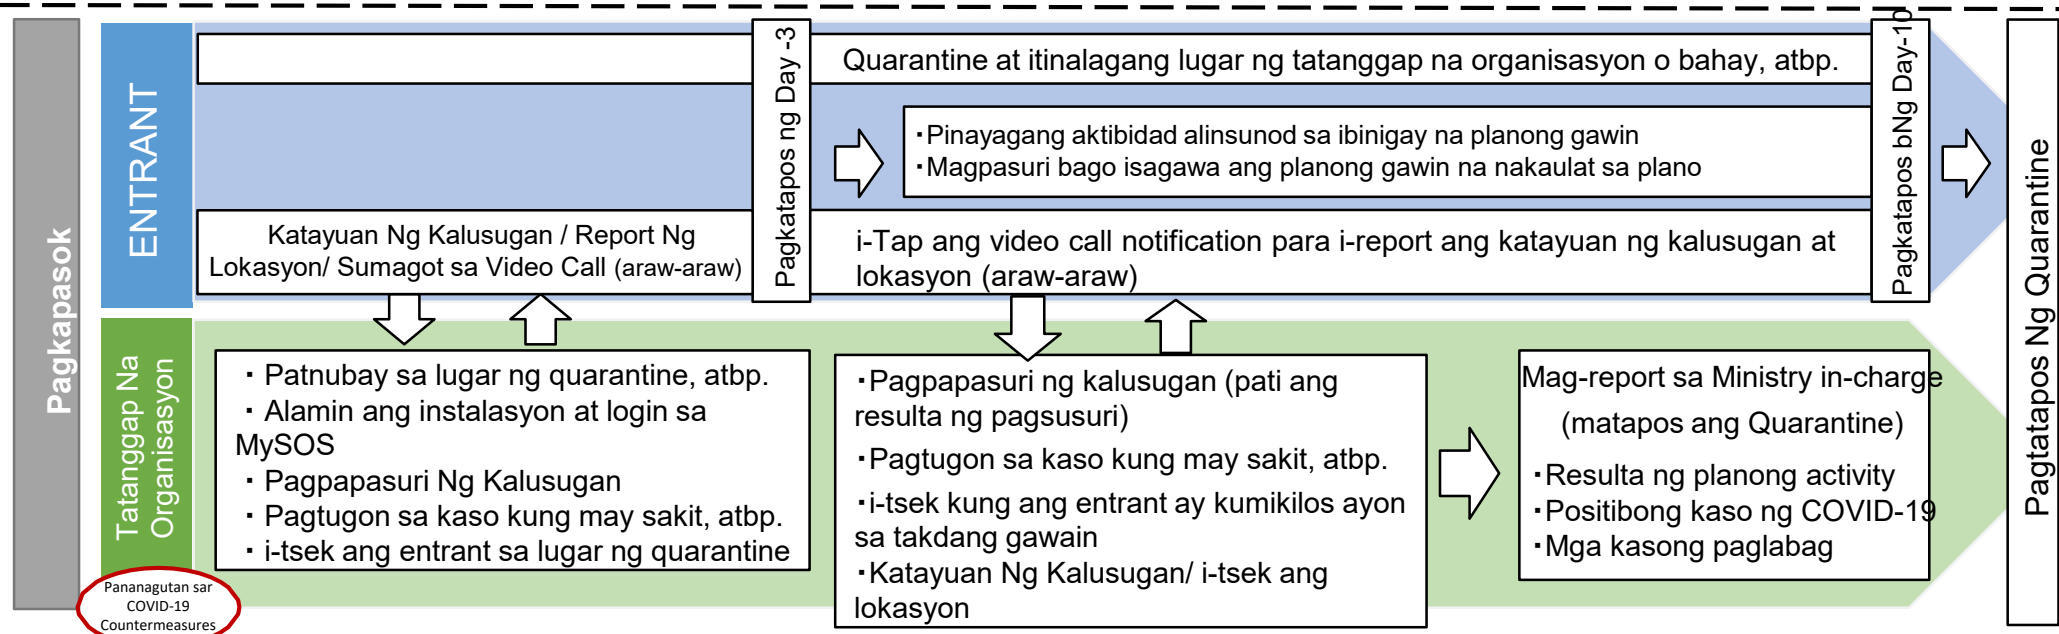 Pagkapasok
ENTRANT
Quarantine at itinalagang lugar ng tatanggap na organisasyon o bahay, atbp.
Pagkatapos ng Day -3
・Pinayagang aktibidad alinsunod sa ibinigay na planong gawin
・Magpasuri bago isagawa ang planong gawin na nakaulat sa plano
Katayuan Ng Kalusugan / Report Ng
Lokasyon/ Sumagot sa Video Call (araw-araw)
i-Tap ang video call notification para i-report ang katayuan ng kalusugan at
lokasyon (araw-araw)
Pagkatapos bNg Day-10
Pagtatapos Ng Quarantine
Tatanggap Na
Organisasyon
Pananagutan sar
COVID-19
Countermeasures
・Patnubay sa lugar ng quarantine, atbp.
・Alamin ang instalasyon at login sa
MySOS
・Pagpapasuri Ng Kalusugan
・Pagtugon sa kaso kung may sakit, atbp.
・i-tsek ang entrant sa lugar ng quarantine
・Pagpapasuri ng kalusugan (pati ang
resulta ng pagsusuri)
・Pagtugon sa kaso kung may sakit, atbp.
・i-tsek kung ang entrant ay kumikilos ayon
sa takdang gawain
・Katayuan Ng Kalusugan/ i-tsek ang
lokasyon
Mag-report sa Ministry in-charge
(matapos ang Quarantine)
・Resulta ng planong activity
・Positibong kaso ng COVID-19
・Mga kasong paglabag